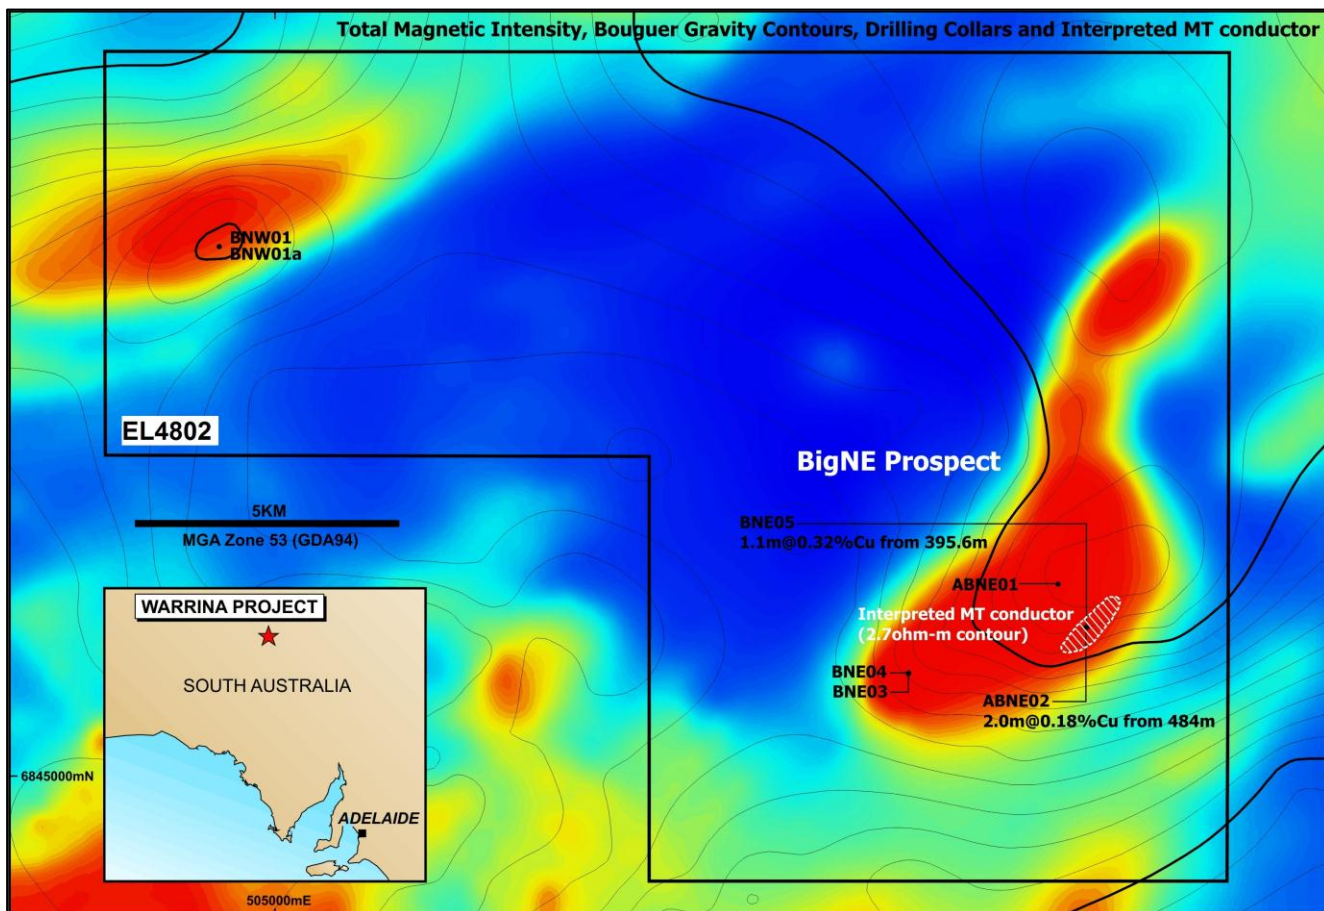 Total Magnetic Intensity, Bouguer Gravity Contours, Drilling Collars and Interpreted MT conductor
BNW01
BNW01a
EL4802
BigNE Prospect
5KM
MGA Zone 53 (GDA94)
BNE05
1.1m@0.32%Cu from 395.6m
ABNE01
Interpreted MT conductor
(2.7ohm-m contour)
BNE04
BNE03
ABNE02
2.0m@0.18%Cu from 484m
WARRINA PROJECT
SOUTH AUSTRALIA
ADELAIDE
6845000mN
505000mE